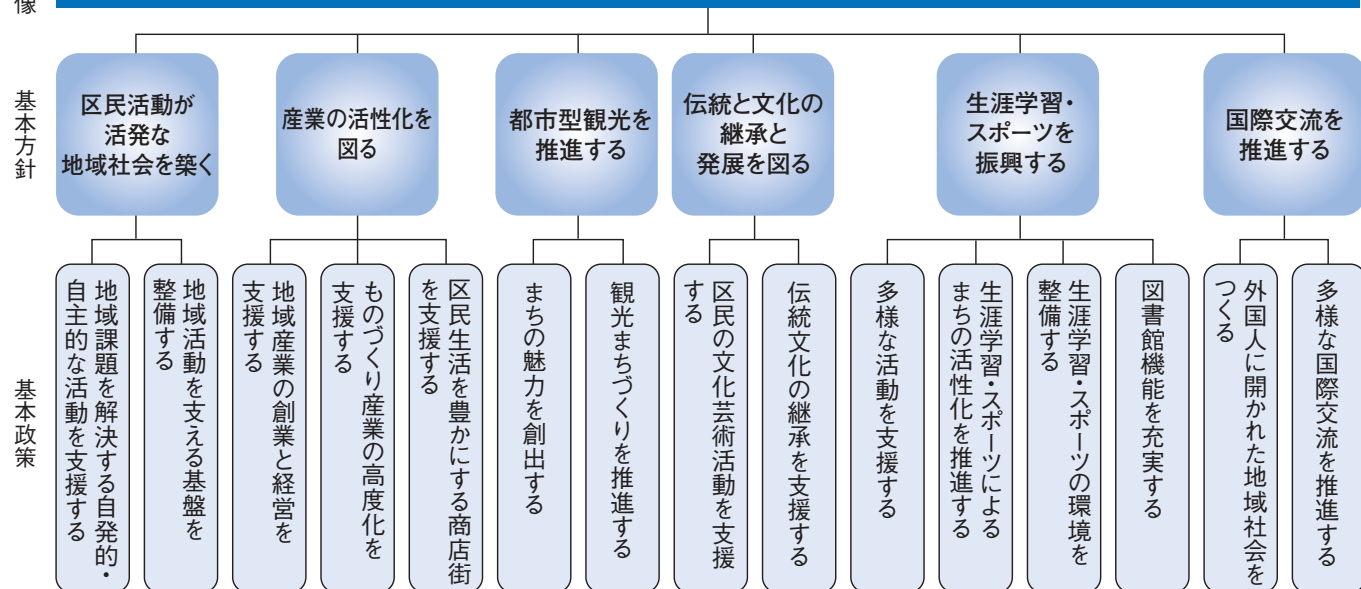 像
基本方針
区民活動が
活発な
地域社会を築く
産業の活性化を
図る
都市型観光を
推進する
伝統と文化の
継承と
発展を図る
生涯学習・
スポーツを
振興する
国際交流を
推進する
基本政策
地域課題を解決する自発的・
自主的な活動を支援する
地域活動を支える基盤を
整備する
地域産業の創業と経営を
支援する
ものづくり産業の高度化を
支援する
区民生活を豊かにする商店街
を支援する
まちの魅力を創出する
観光まちづくりを推進する
区民の文化芸術活動を支援
する
伝統文化の継承を支援する
多様な活動を支援する
生涯学習・スポーツによる
まちの活性化を推進する
生涯学習・スポーツの環境を
整備する
図書館機能を充実する
外国人に開かれた地域社会を
つくる
多様な国際交流を推進する